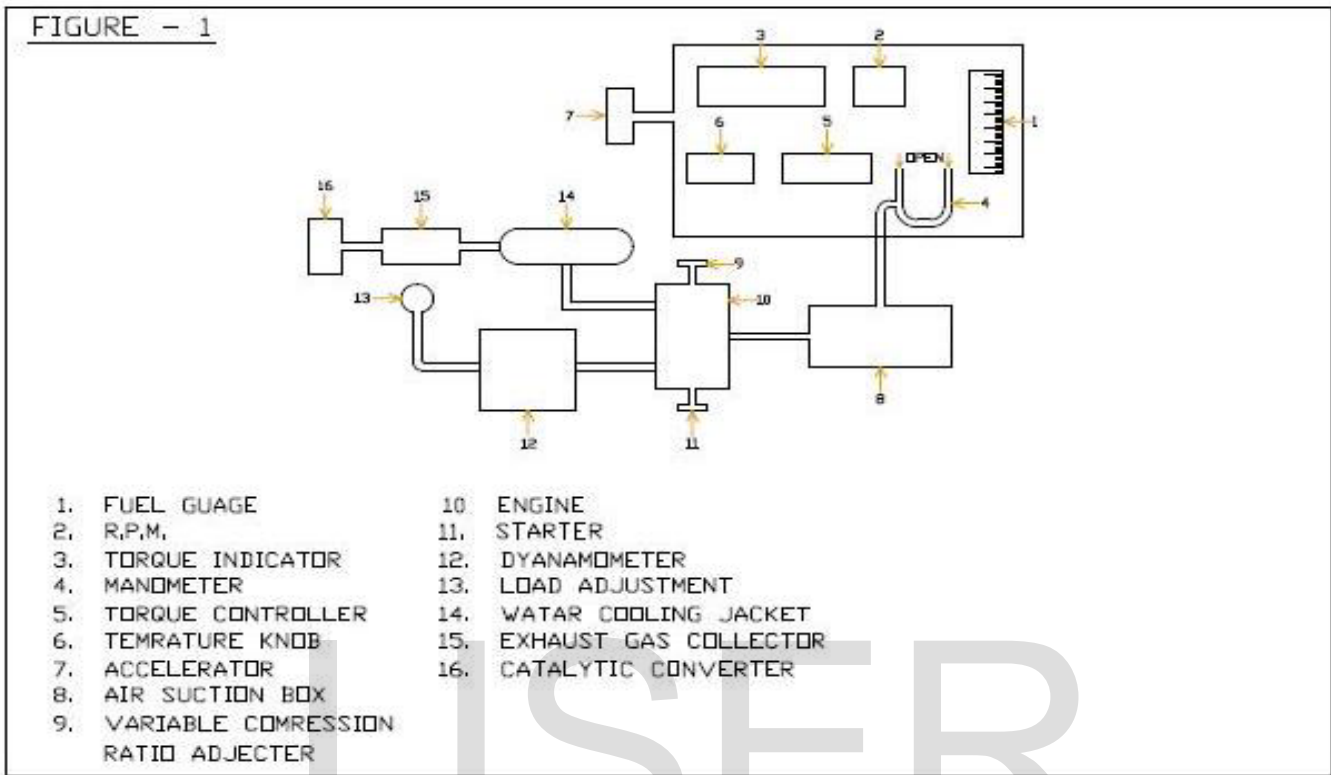 FIGURE - 1
3 2
7 6 5 1
OPEN
4
16 15 14
9
13 10
8
12 11
1. FUEL GUAGE
2. R.P.M.
3. TORQUE INDICATOR
4. MANOMETER
5. TORQUE CONTROLLER
6. TEMRATURE KNOB
7. ACCELERATOR
8. AIR SUCTION BOX
9. VARIABLE COMRESSION
RATIO ADJECTER
10 ENGINE
11. STARTER
12. DYANAMOMETER
13. LOAD ADJUSTMENT
14. WATAR COOLING JACKET
15. EXHAUST GAS COLLECTOR
16. CATALYTIC CONVERTER
IJSER